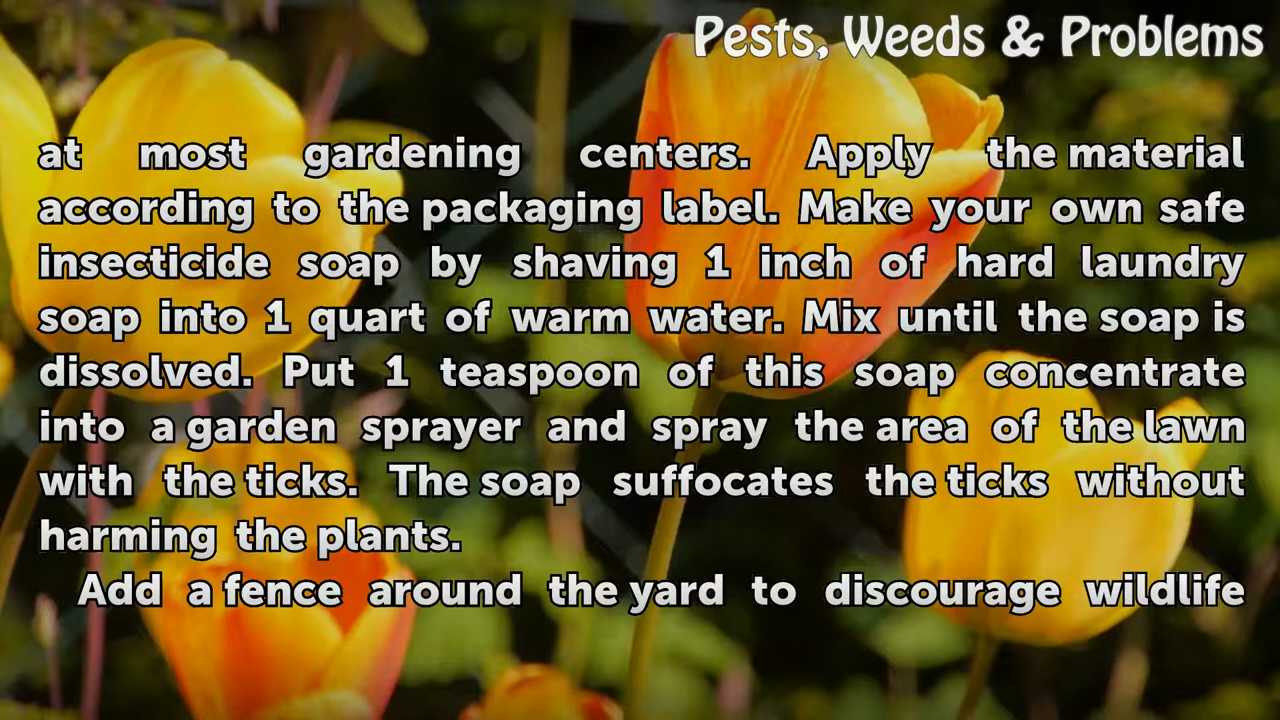 Pests, Weeds & Problems
at most gardening centers. Apply the material
according to the packaging label. Make your own safe
insecticide soap by shaving 1 inch of hard laundry
soap into 1 quart of warm water. Mix until the soap is
dissolved. Put 1 teaspoon of this soap concentrate
into a garden sprayer and spray the area of the lawn
with the ticks. The soap suffocates the ticks without
harming the plants.
Add a fence around the yard to discourage wildlife